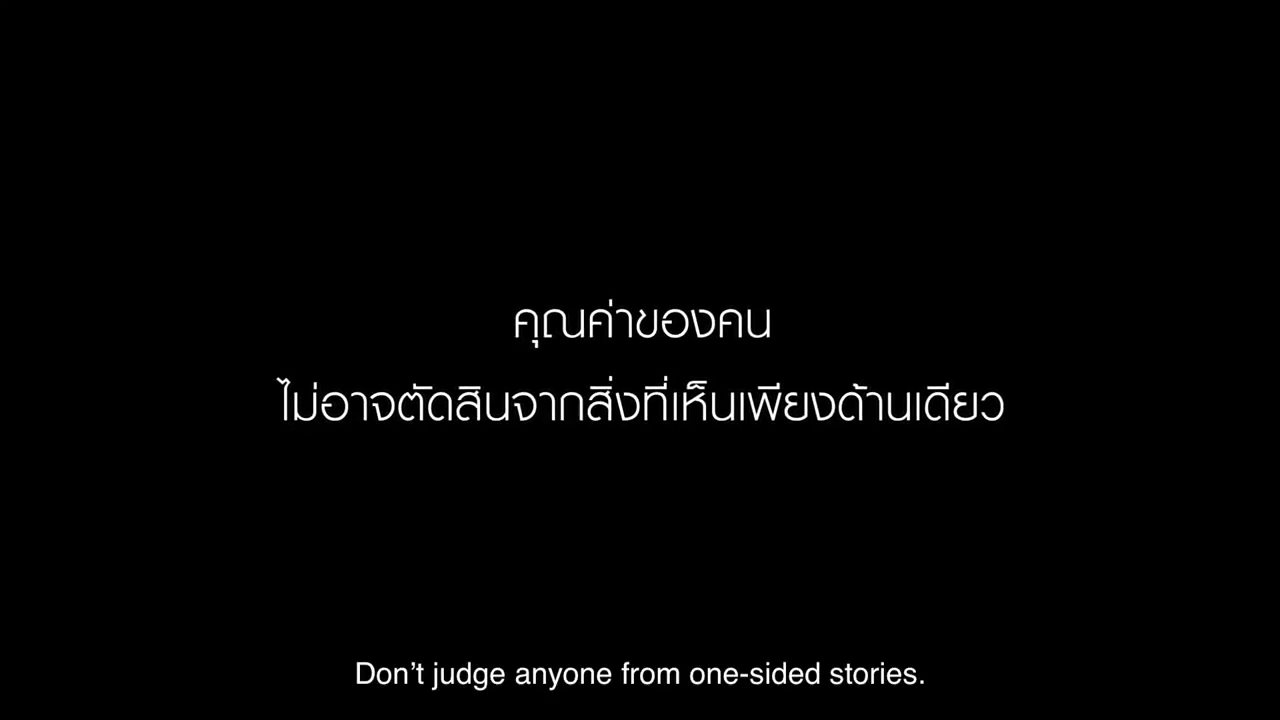 คุณค่าของคน
ไม่อาจตัดสินจากสิ่งที่เห็นเพียงด้านเดียว
Don’t judge anyone from one-sided stories.